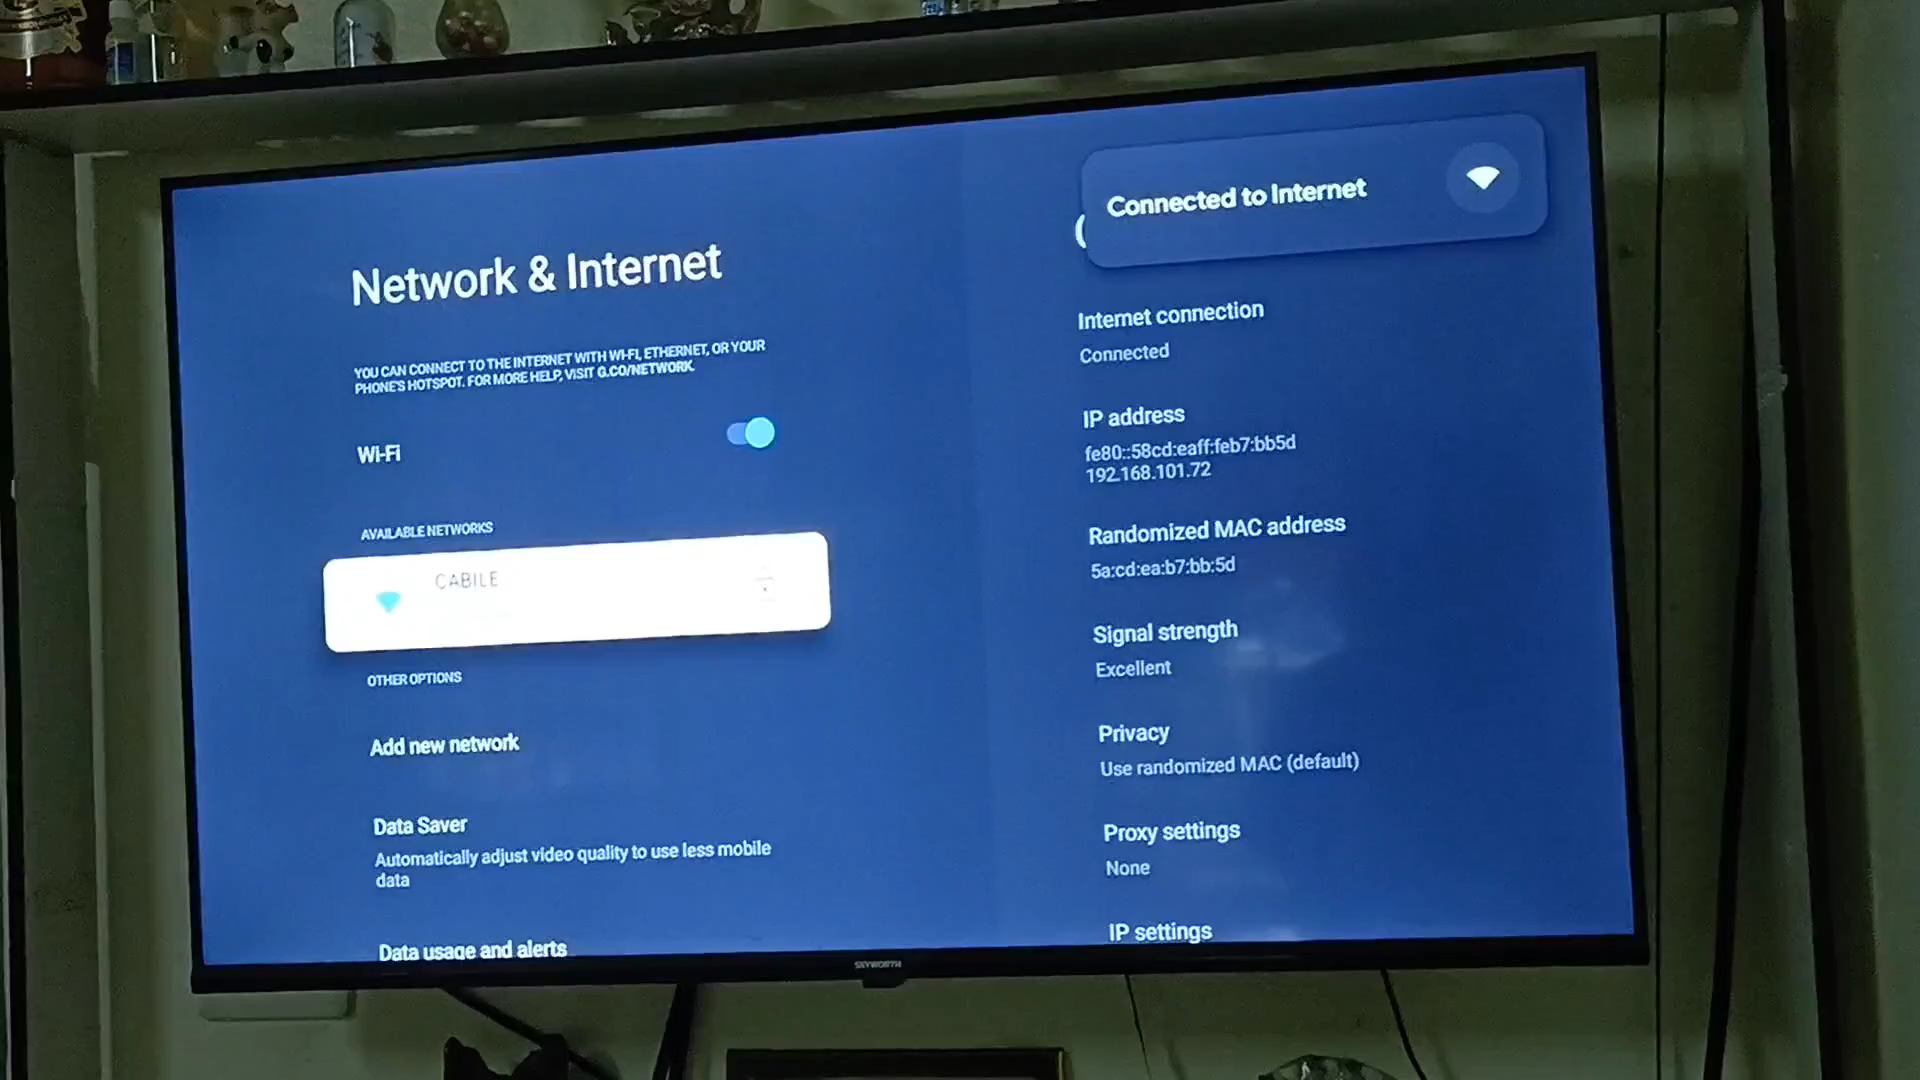 Network & Internet
YOU CAN CONNECT TO THE INTERNET WITH WI-FI, ETHERNET, OR YOUR
PHONE'S HOTSPOT. FOR MORE HELP, VISIT G.CO/NETWORK.
Wi-Fi
AVAILABLE NETWORKS
CABILE
OTHER OPTIONS
Add new network
Data Saver
Automatically adjust video quality to use less mobile
data
Data usage and alerts
Connected to Internet
Internet connection
Connected
IP address
fe80::58cd:eaff:feb7:bb5d
192.168.101.72
Randomized MAC address
5a:cd:ea:b7:bb:5d
Signal strength
Excellent
Privacy
Use randomized MAC (default)
Proxy settings
None
IP settings
SKYWORTH